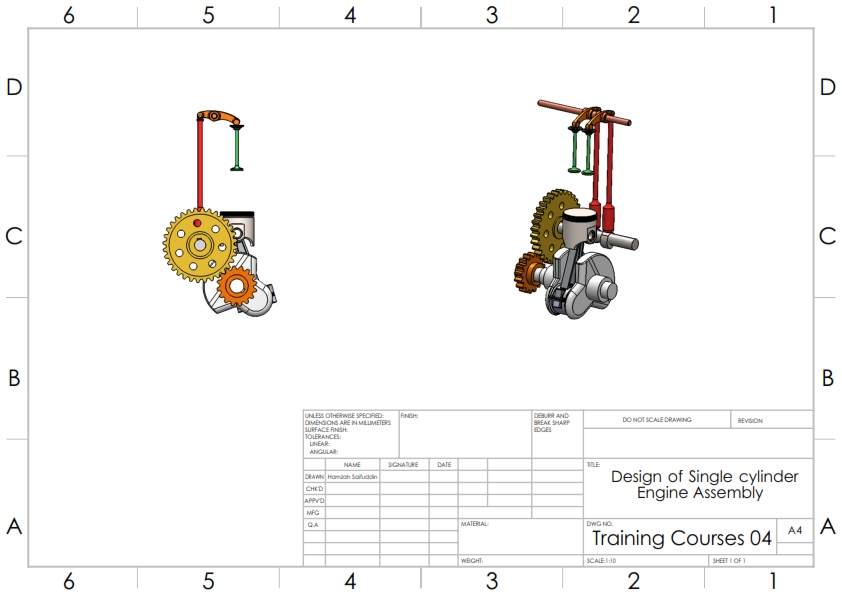 6 5 4 3 2 1
D D
C C
B B
A A
UNLESS OTHERWISE SPECIFIED:
DIMENSIONS ARE IN MILLIMETERS
SURFACE FINISH:
TOLERANCES:
LINEAR:
ANGULAR:
FINISH:
DEBURR AND
BREAK SHARP
EDGES
DO NOT SCALE DRAWING
REVISION
NAME SIGNATURE DATE
DRAWN Hamzah Saifuddin
CHK'D
APPV'D
MFG
Q.A
MATERIAL:
WEIGHT:
TITLE:
Design of Single cylinder
Engine Assembly
DWG NO.
Training Courses 04
A4
SCALE:1:10
SHEET 1 OF 1
6 5 4 3 2 1